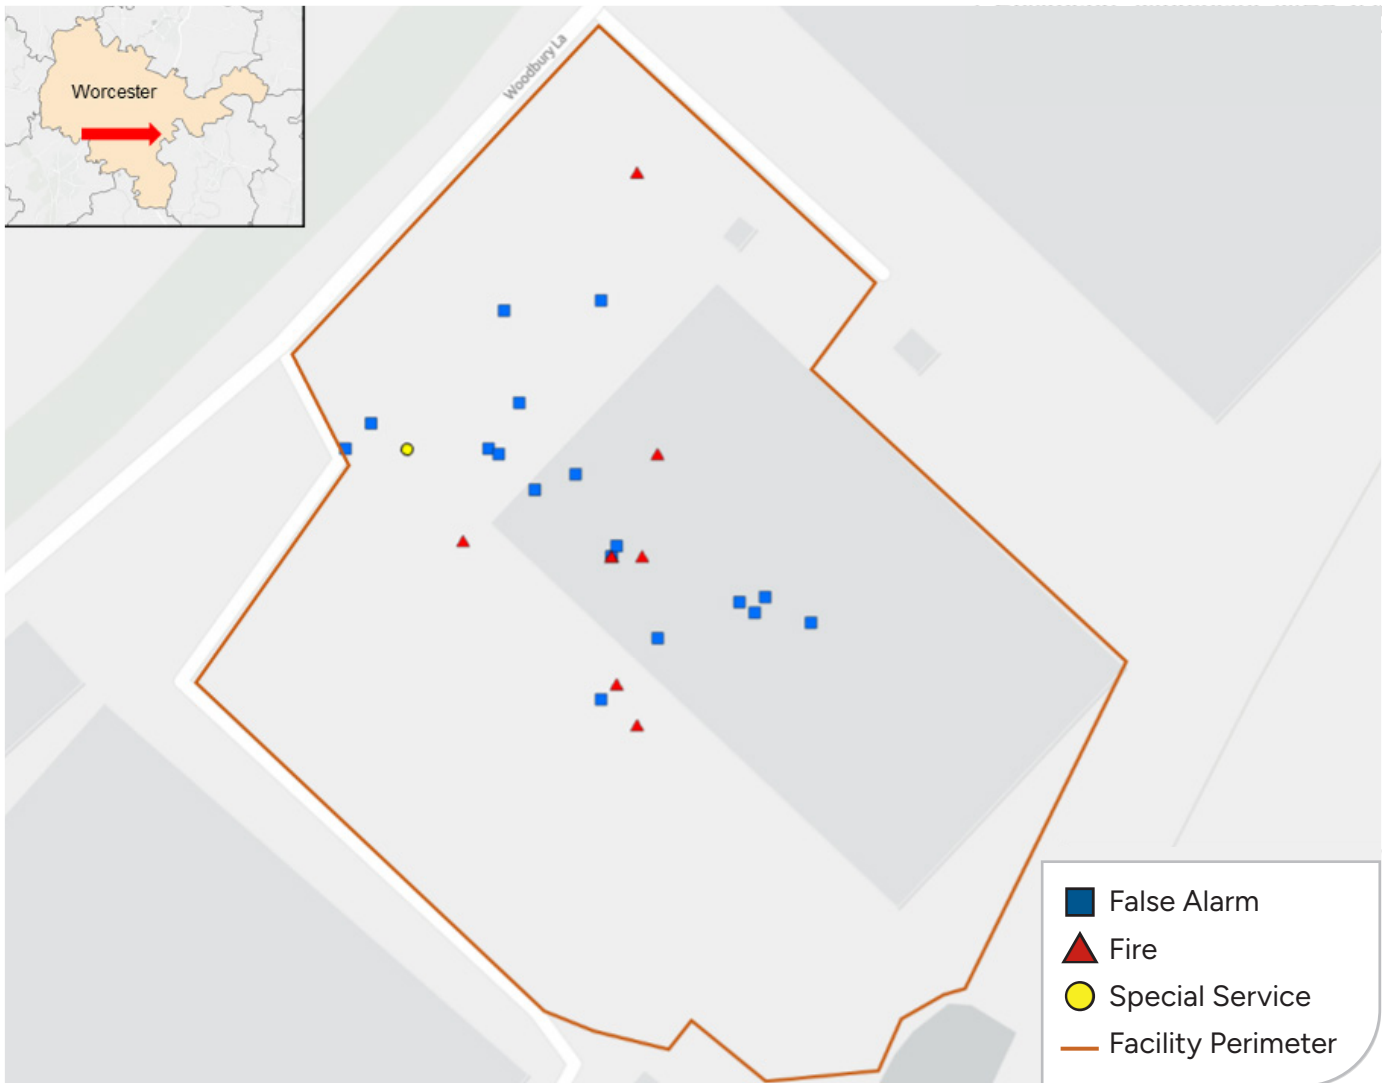 Woodbury La
Worcester
False Alarm
Fire
Special Service
Facility Perimeter